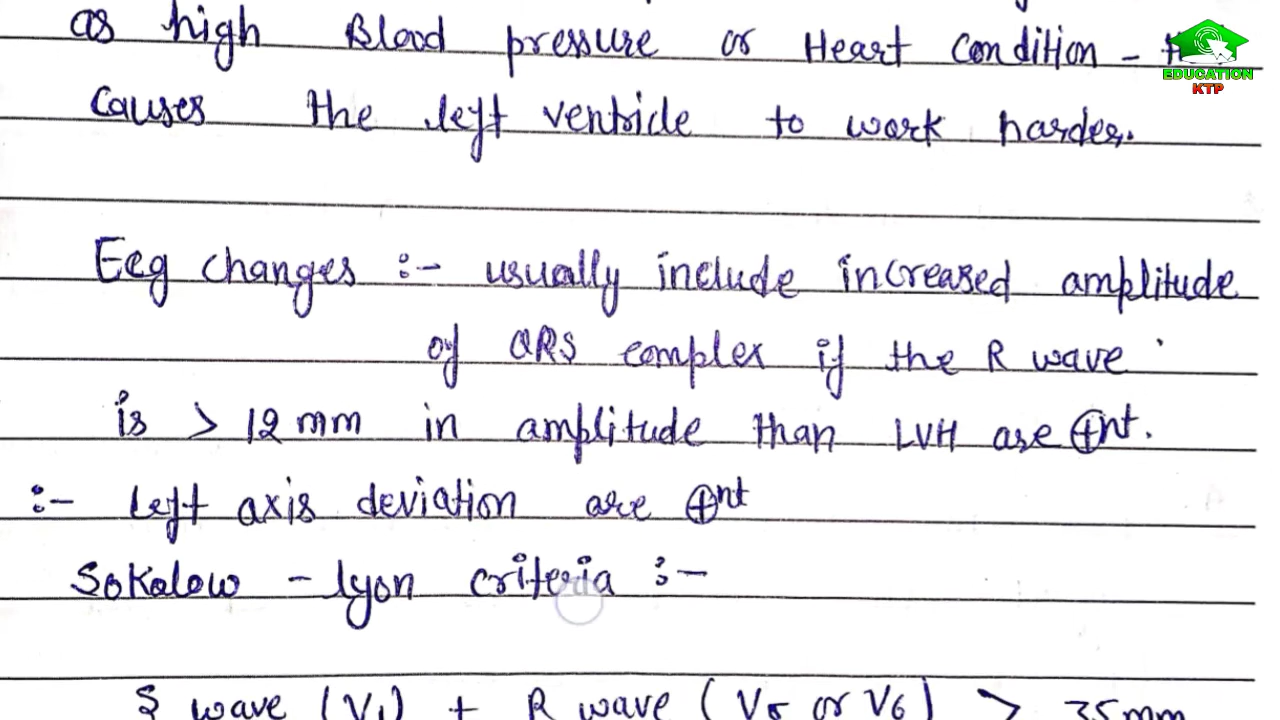 as high Blood pressure or Heart Condition -
Causes the left ventricle to work harder.
Ecg changes :- usually include increased amplitude
of QRS complex if the R wave
is > 12 mm in amplitude than LVH are ⊕nt.
:- left axis deviation are ⊕nt
Sokolow - lyon criteria :-
S wave (V1) + R wave (V5 or V6) > 35mm
EDUCATION
KTP